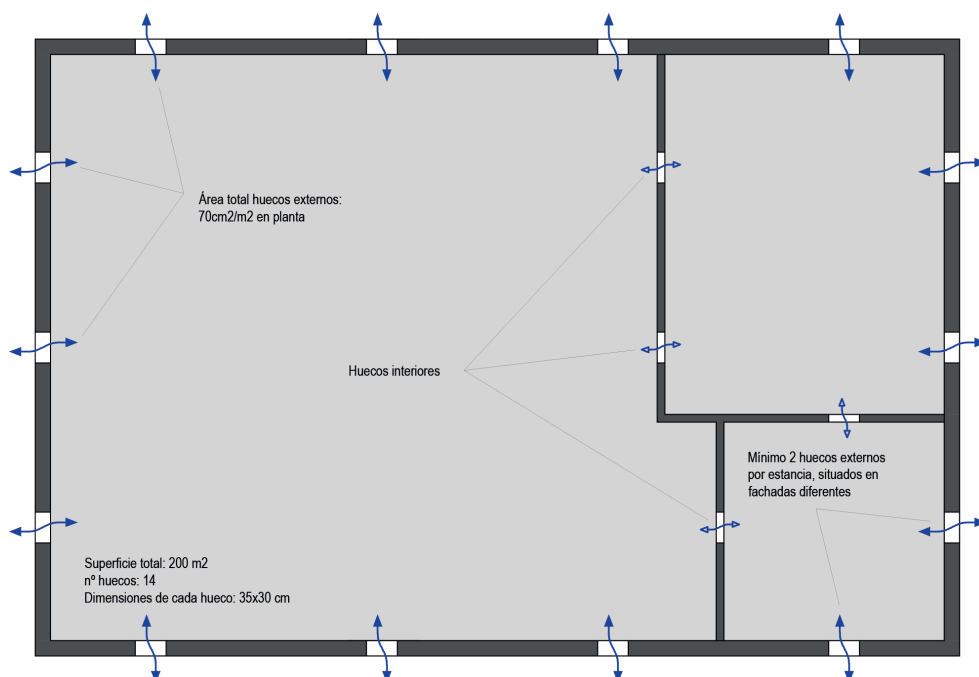 Área total huecos externos:
70cm2/m2 en planta
Huecos interiores
Mínimo 2 huecos externos
por estancia, situados en
fachadas diferentes
Superficie total: 200 m2
nº huecos: 14
Dimensiones de cada hueco: 35x30 cm